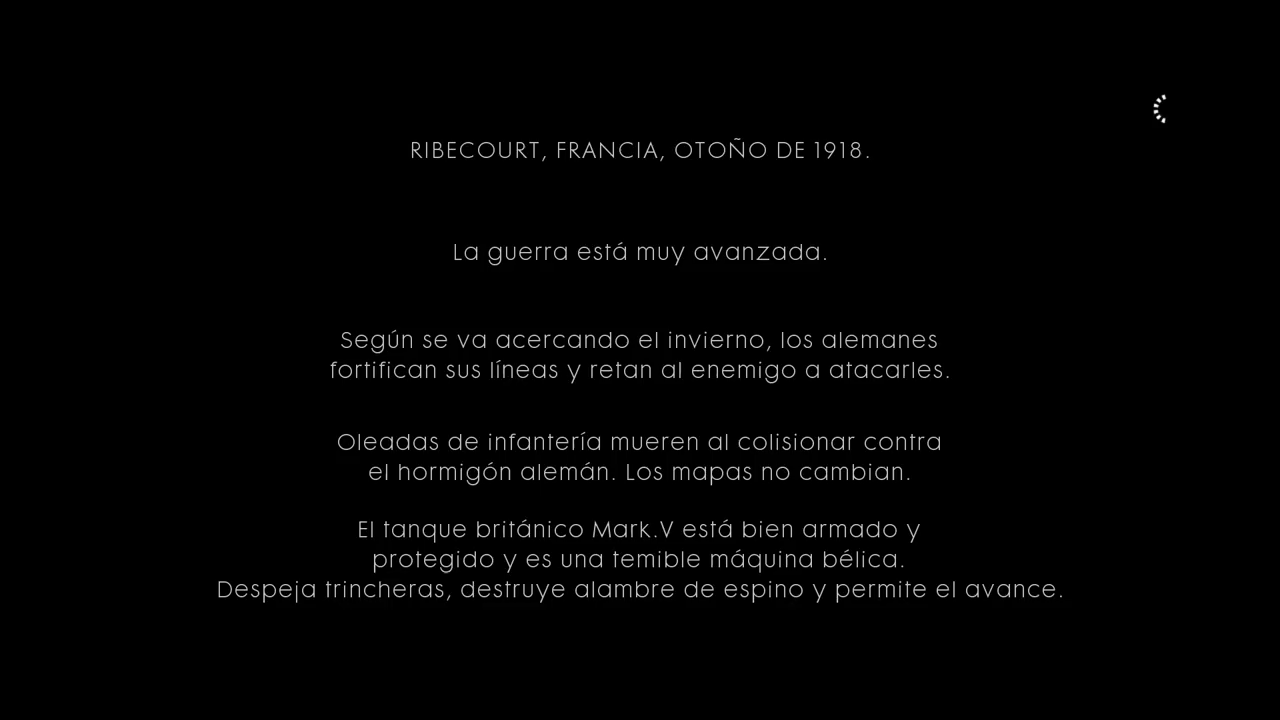 RIBECOURT, FRANCIA, OTOÑO DE 1918.
La guerra está muy avanzada.
Según se va acercando el invierno, los alemanes
fortifican sus líneas y retan al enemigo a atacarles.
Oleadas de infantería mueren al colisionar contra
el hormigón alemán. Los mapas no cambian.
El tanque británico Mark.V está bien armado y
protegido y es una temible máquina bélica.
Despeja trincheras, destruye alambre de espino y permite el avance.